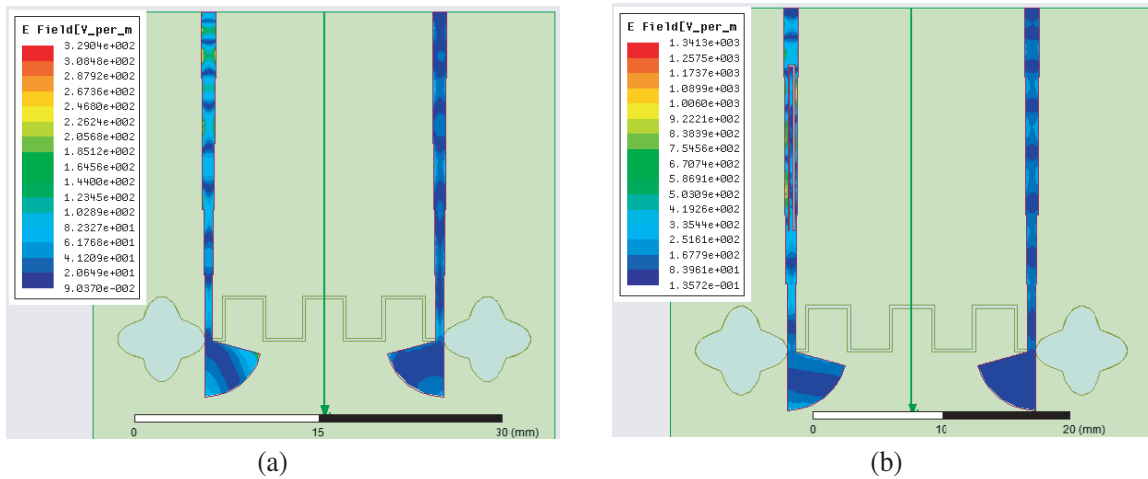 E Field[V_per_m
3.2904e+002
3.0848e+002
2.8792e+002
2.6736e+002
2.4680e+002
2.2624e+002
2.0568e+002
1.8512e+002
1.6456e+002
1.4400e+002
1.2345e+002
1.0289e+002
8.2327e+001
6.1768e+001
4.1209e+001
2.0649e+001
9.0370e-002
0
15
30 (mm)
(a)
E Field[V_per_m
1.3413e+003
1.2575e+003
1.1737e+003
1.0899e+003
1.0060e+003
9.2221e+002
8.3839e+002
7.5456e+002
6.7074e+002
5.8691e+002
5.0309e+002
4.1926e+002
3.3544e+002
2.5161e+002
1.6779e+002
8.3961e+001
1.3572e-001
0
10
20 (mm)
(b)